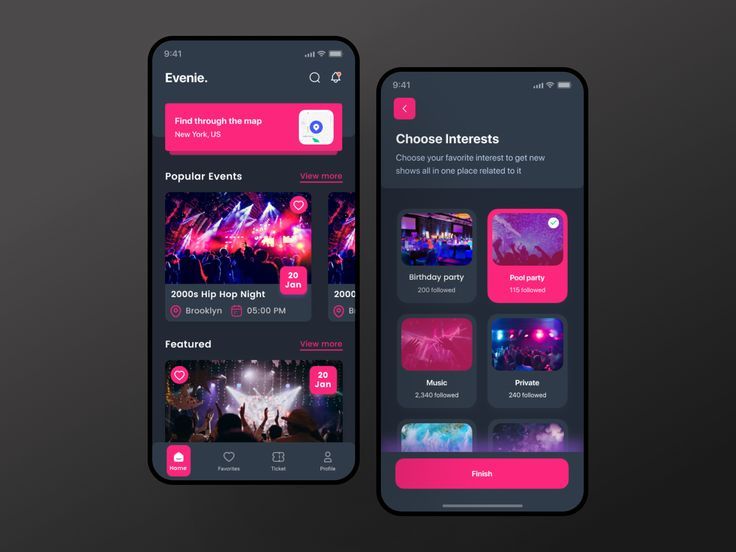 9:41
Evenie.
Find through the map
New York, US
Popular Events
View more
20
Jan
2000s Hip Hop Night
2000
Brooklyn
05:00 PM
B
Featured
View more
20
Jan
Home
Favorites
Ticket
Profile
9:41
Choose Interests
Choose your favorite interest to get new
shows all in one place related to it
Birthday party
200 followed
Pool party
115 followed
Music
2,340 followed
Private
240 followed
Finish